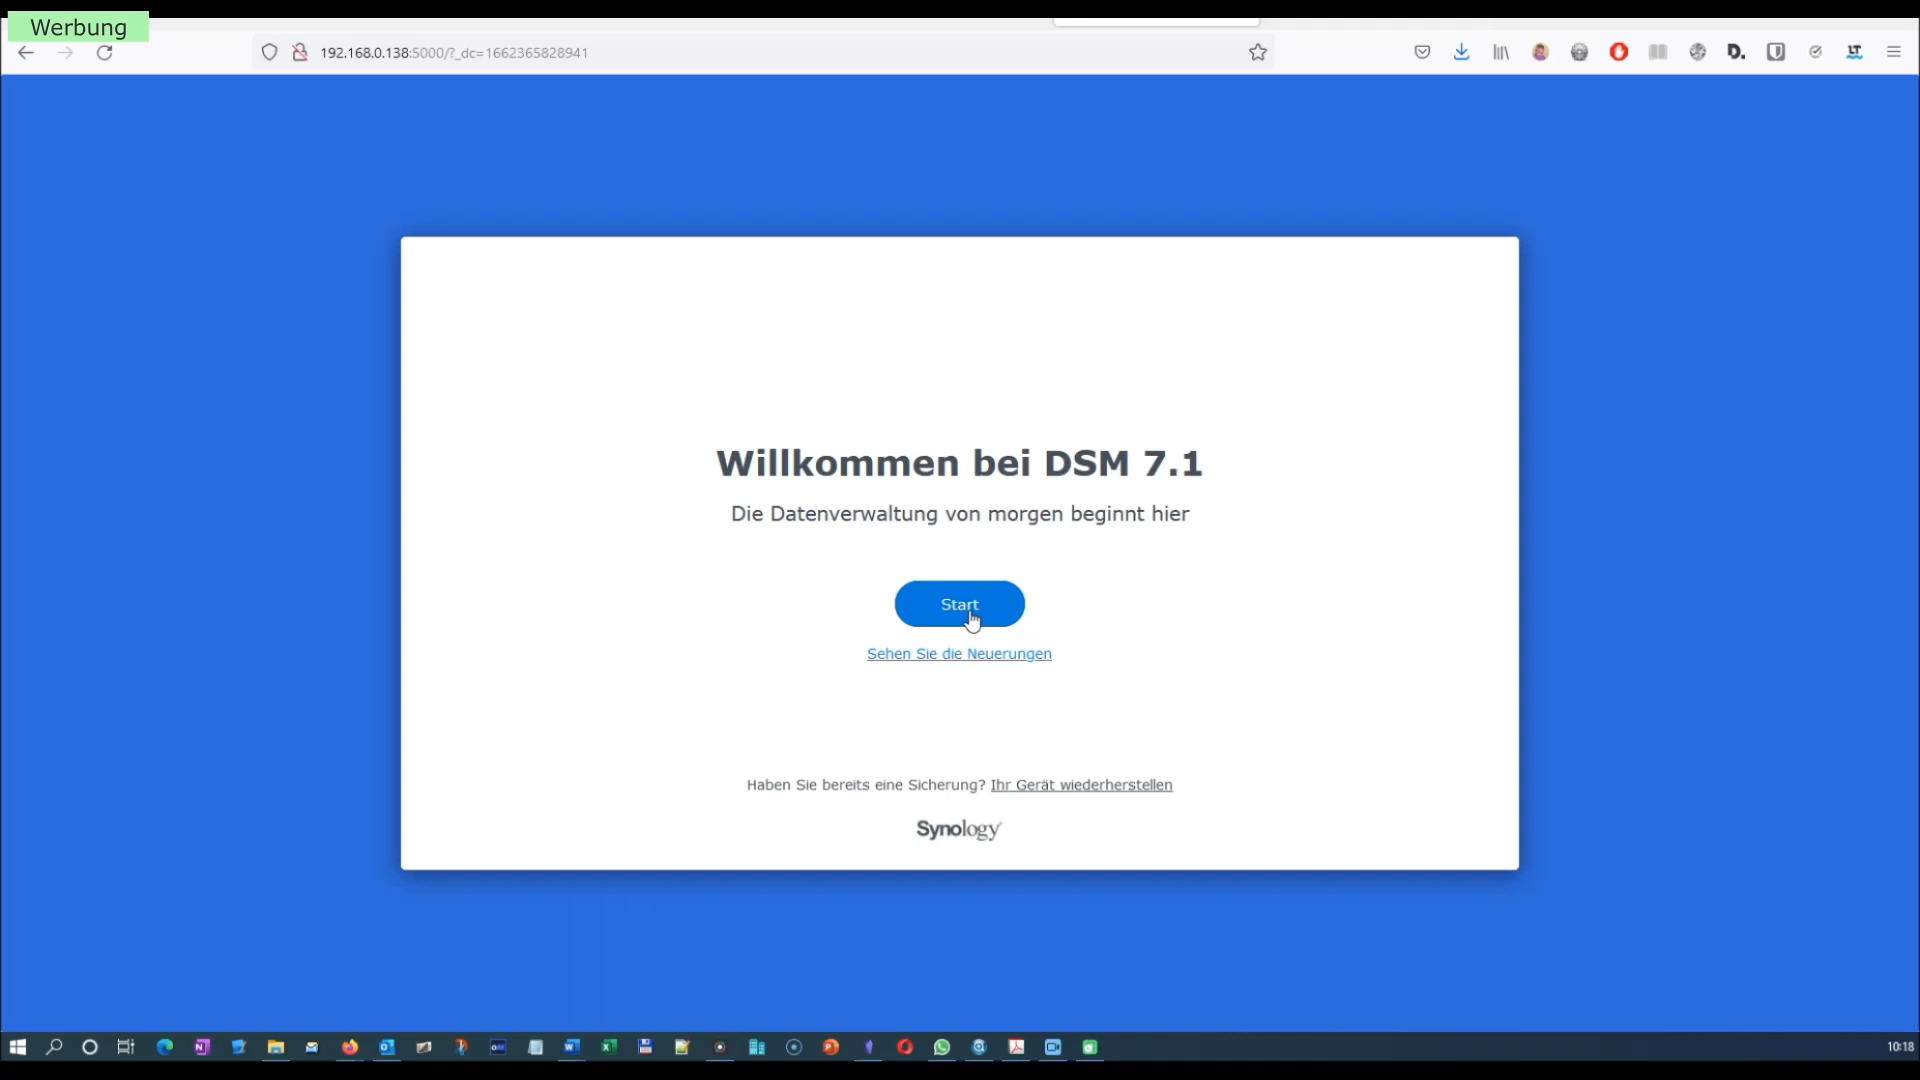 Werbung
192.168.0.138:5000/?_dc=1662365828941
Willkommen bei DSM 7.1
Die Datenverwaltung von morgen beginnt hier
Start
Sehen Sie die Neuerungen
Haben Sie bereits eine Sicherung? Ihr Gerät wiederherstellen
Synology
10:18